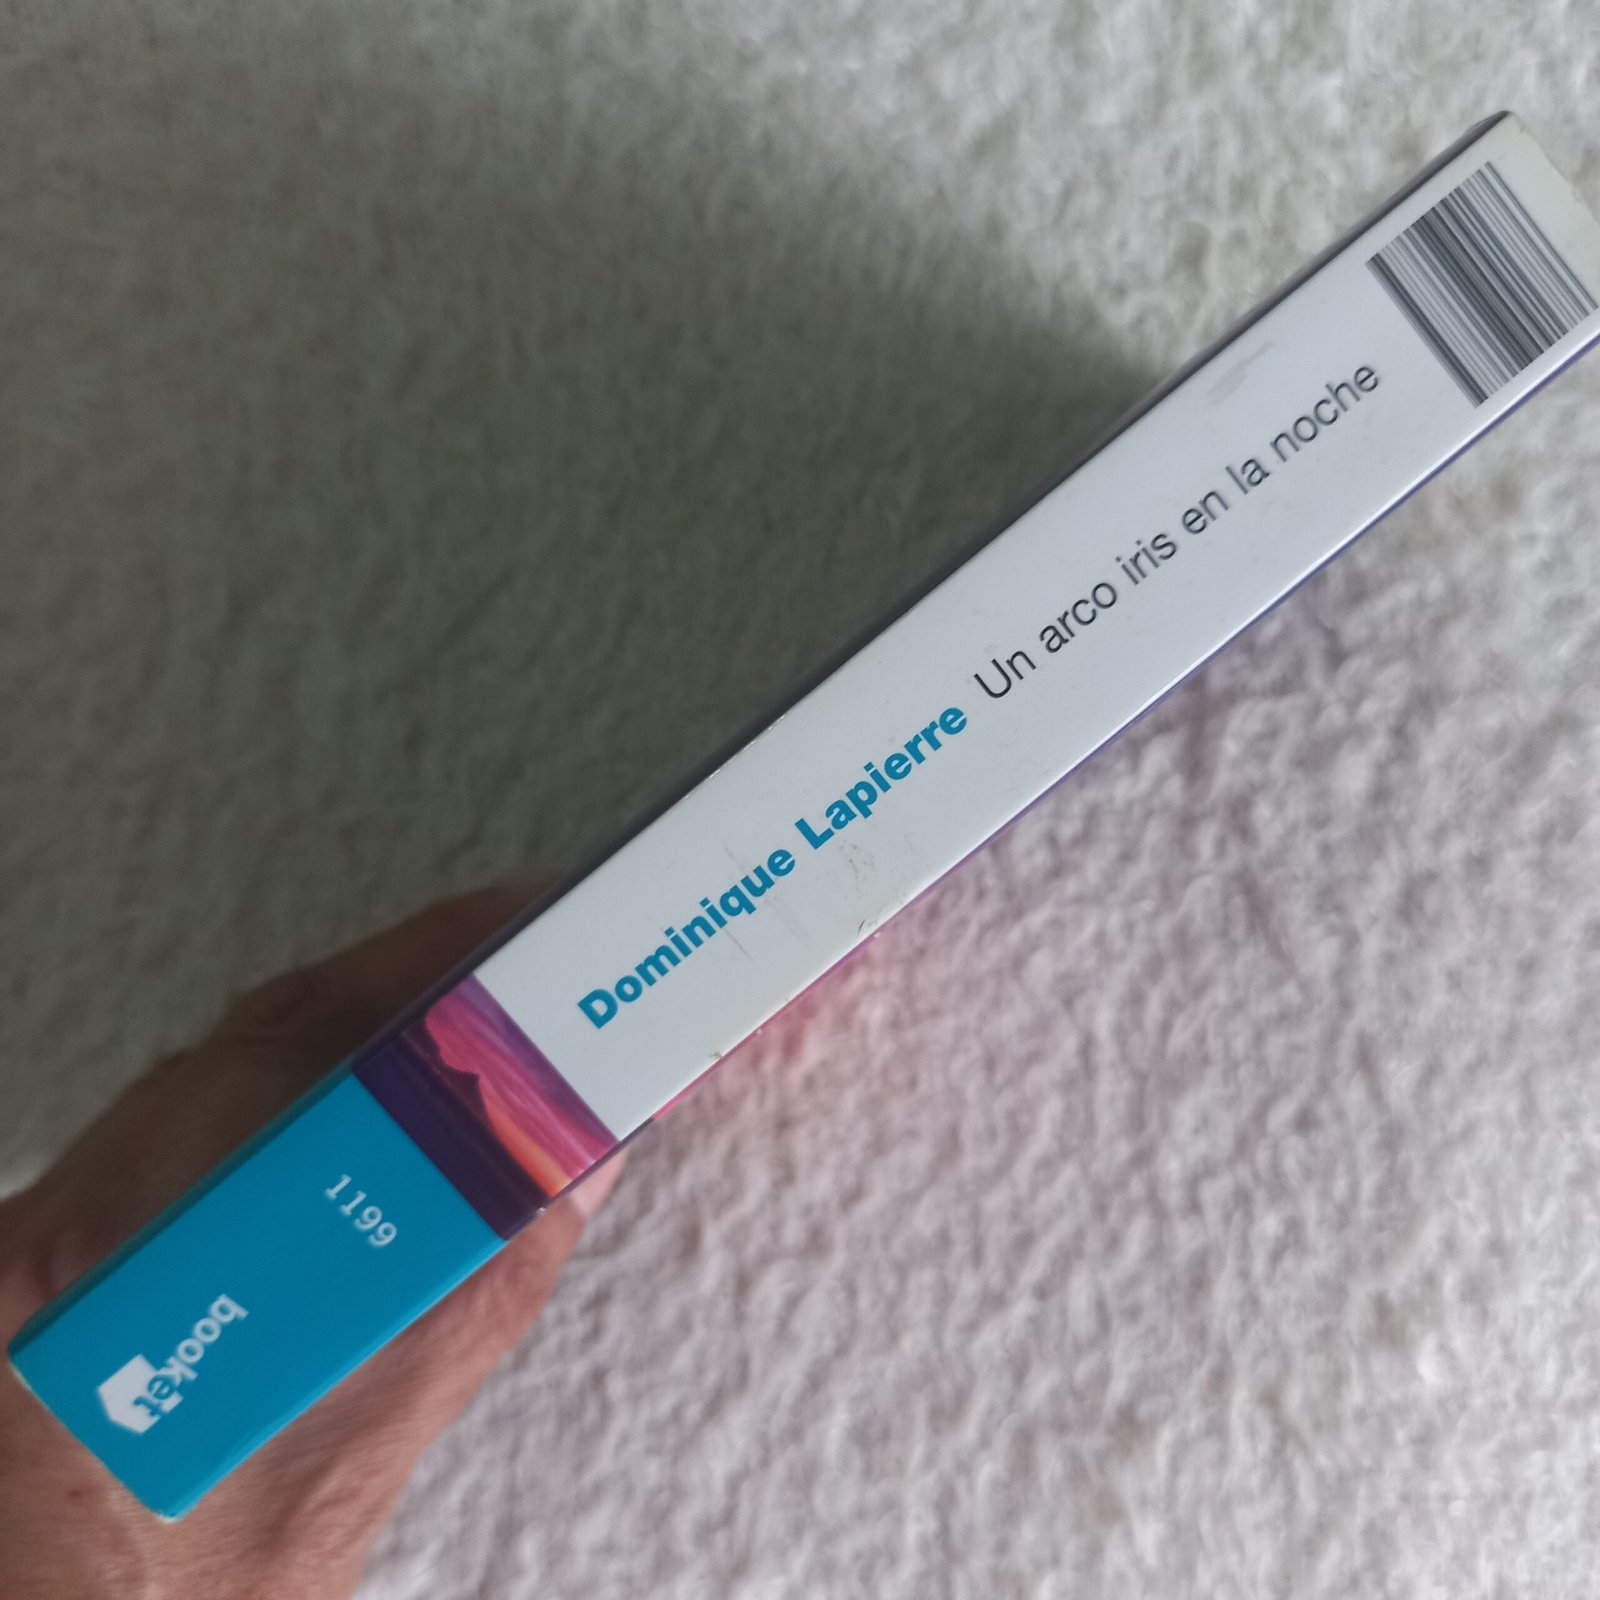 Dominique Lapierre Un arco iris en la noche
1199
booket